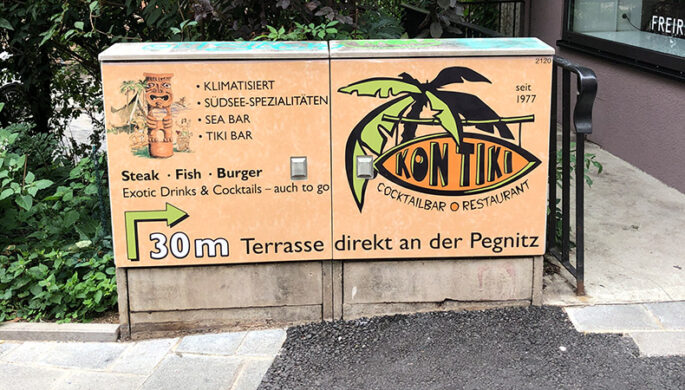 • KLIMATISIERT
• SÜDSEE-SPEZIALITÄTEN
• SEA BAR
• TIKI BAR
Steak • Fish • Burger
Exotic Drinks & Cocktails – auch to go
30m Terrasse direkt an der Pegnitz
2120
seit
1977
KON TIKI
COCKTAILBAR RESTAURANT
FREIR